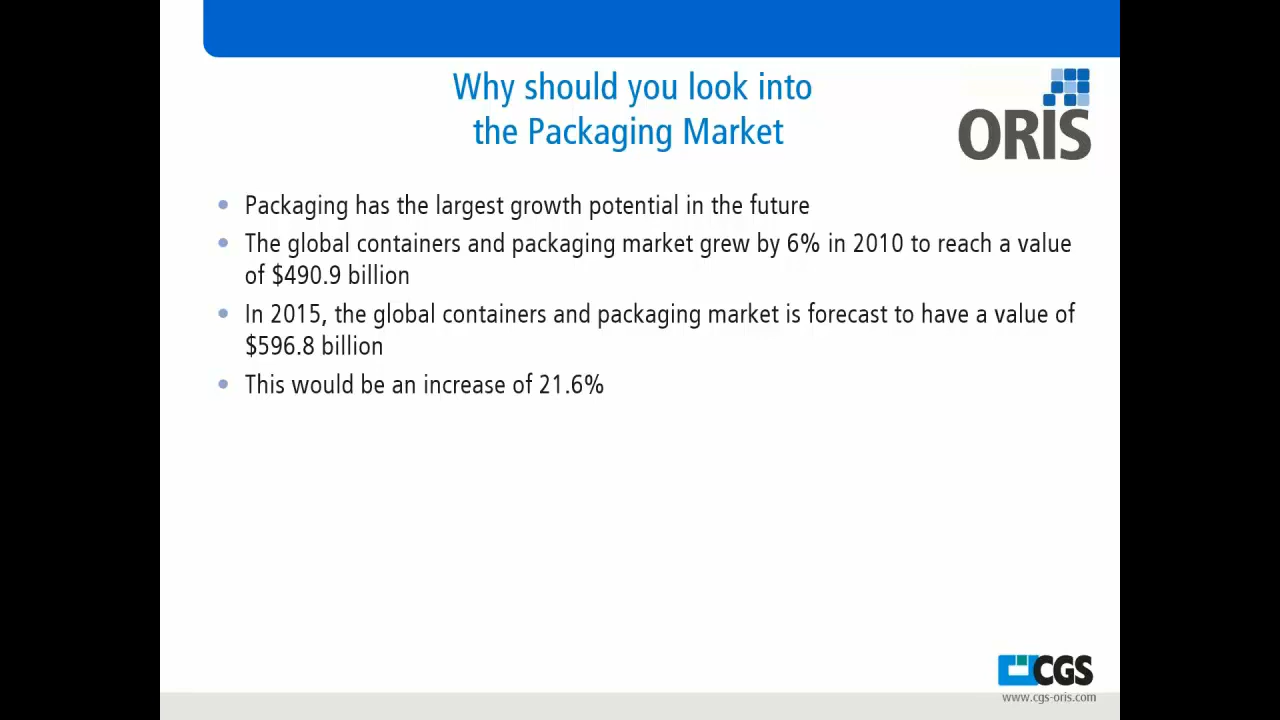 Why should you look into
the Packaging Market
ORIS
Packaging has the largest growth potential in the future
The global containers and packaging market grew by 6% in 2010 to reach a value
of $490.9 billion
In 2015, the global containers and packaging market is forecast to have a value of
$596.8 billion
This would be an increase of 21.6%
CGS
www.cgs-oris.com